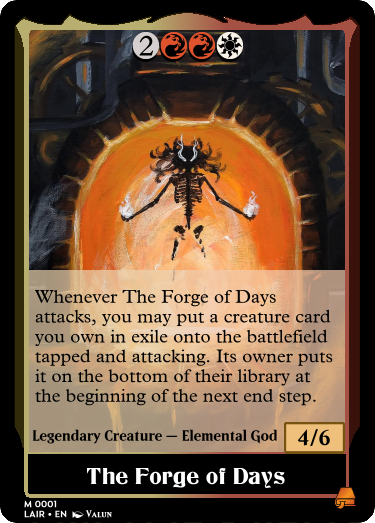 2
Whenever The Forge of Days
attacks, you may put a creature card
you own in exile onto the battlefield
tapped and attacking. Its owner puts
it on the bottom of their library at
the beginning of the next end step.
Legendary Creature — Elemental God
4/6
The Forge of Days
M 0001
LAIR • EN Valun